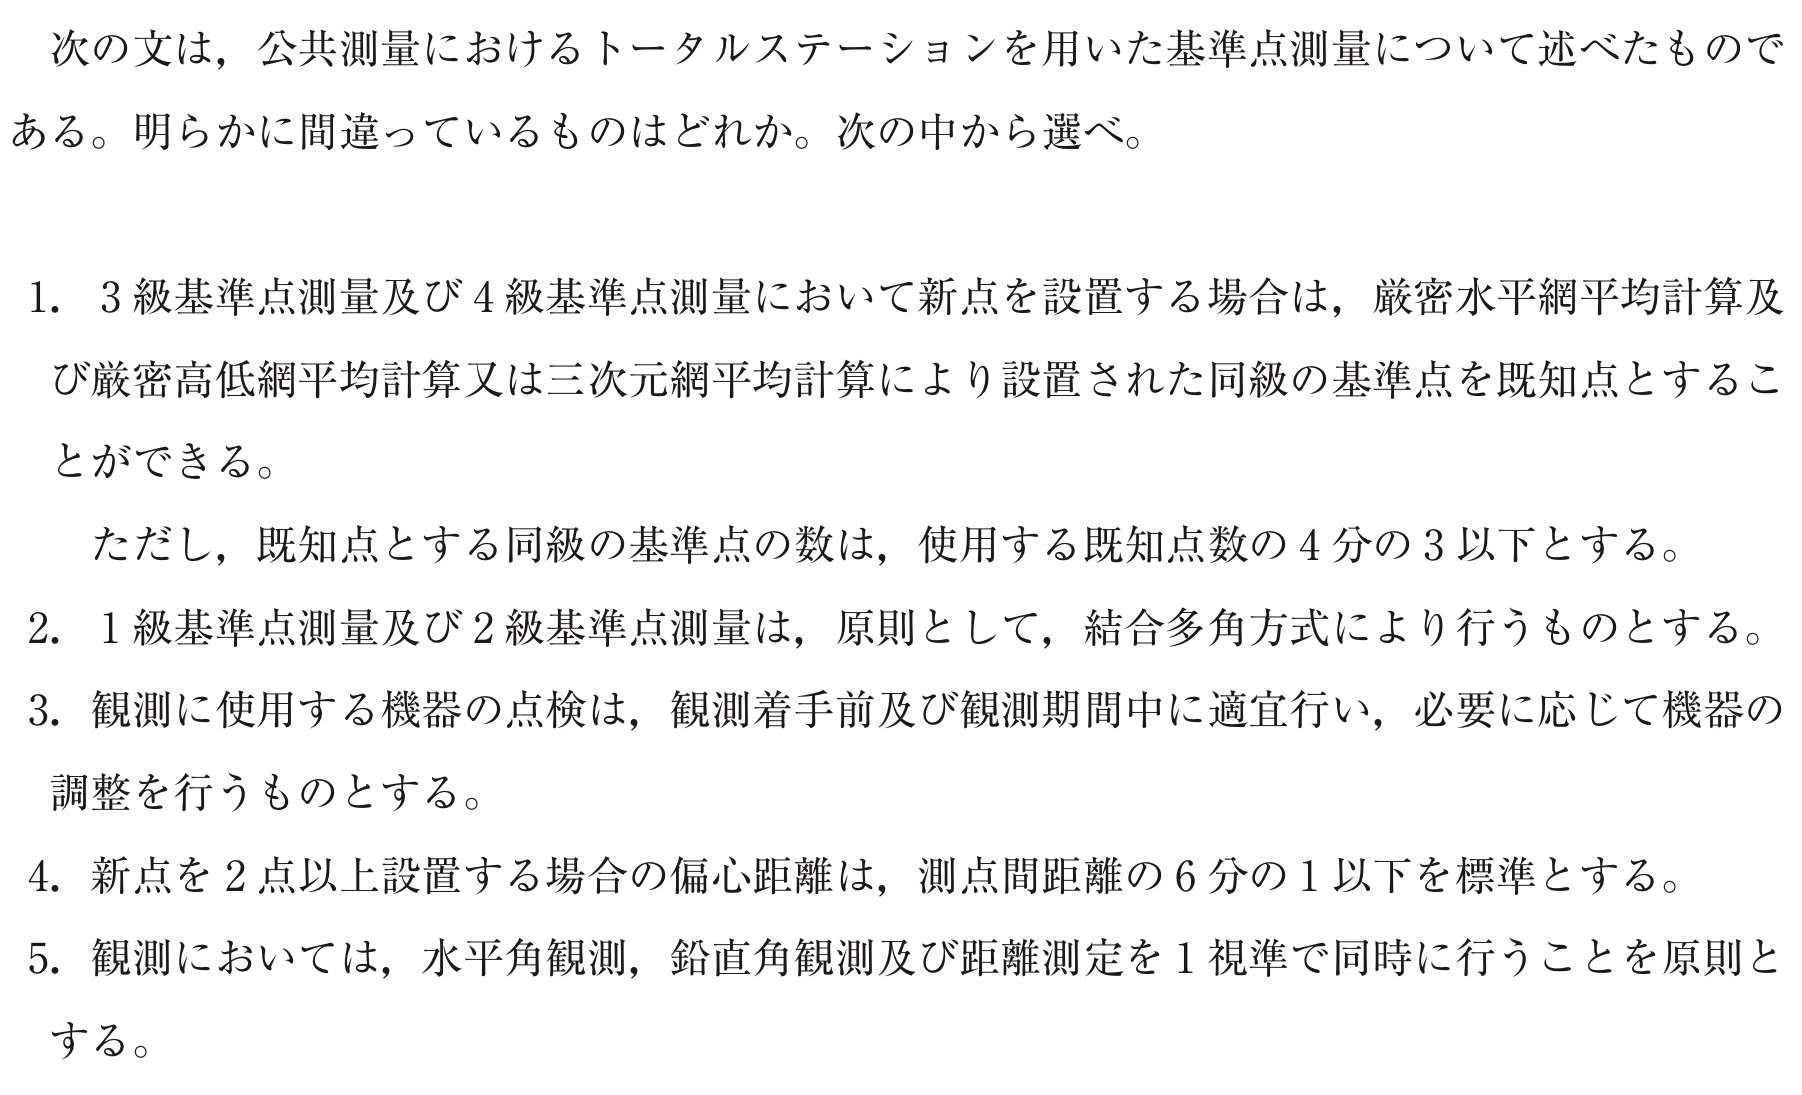 次の文は，公共測量におけるトータルステーションを用いた基準点測量について述べたもので
ある。明らかに間違っているものはどれか。次の中から選べ。
1． 3級基準点測量及び4級基準点測量において新点を設置する場合は，厳密水平網平均計算及
び厳密高低網平均計算又は三次元網平均計算により設置された同級の基準点を既知点とするこ
とができる。
ただし，既知点とする同級の基準点の数は，使用する既知点数の4分の3以下とする。
2． 1級基準点測量及び2級基準点測量は，原則として，結合多角方式により行うものとする。
3．観測に使用する機器の点検は，観測着手前及び観測期間中に適宜行い，必要に応じて機器の
調整を行うものとする。
4．新点を2点以上設置する場合の偏心距離は，測点間距離の6分の1以下を標準とする。
5．観測においては，水平角観測，鉛直角観測及び距離測定を1視準で同時に行うことを原則と
する。